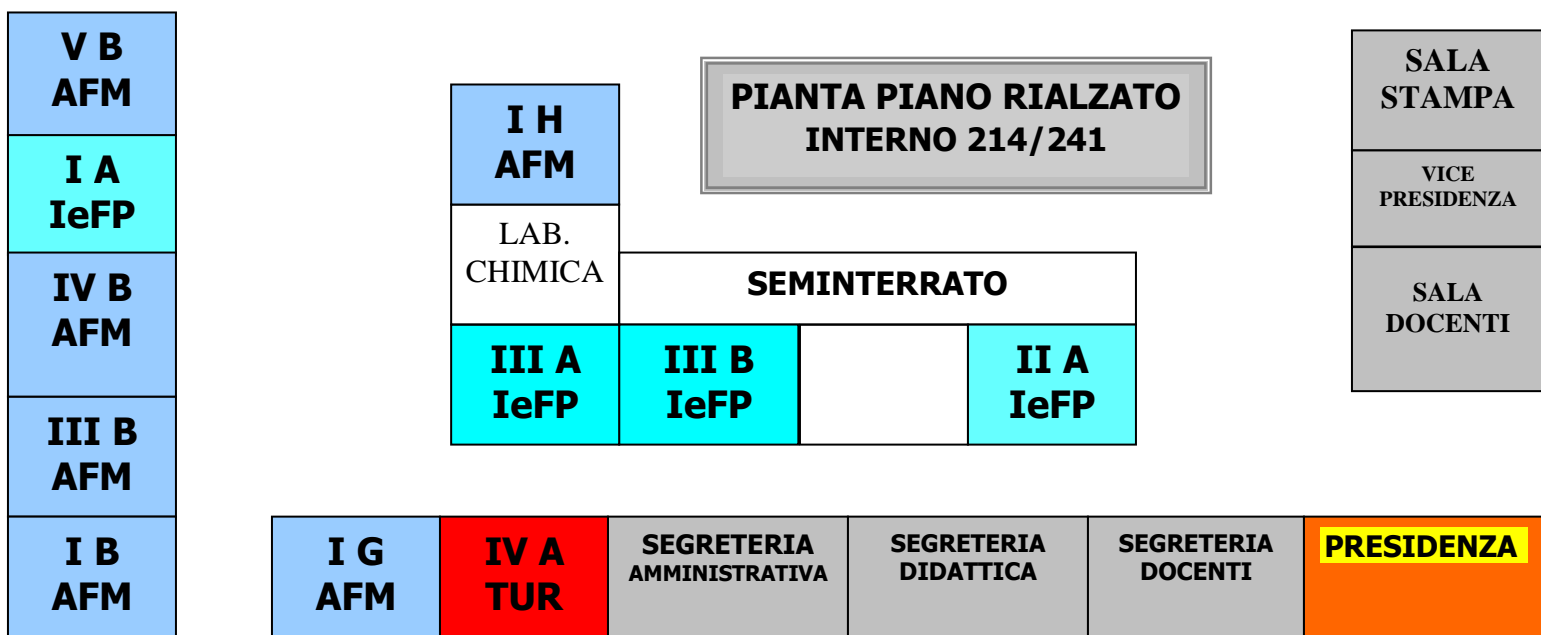 V B
AFM
I A
IeFP
IV B
AFM
III B
AFM
I B
AFM
I H
AFM
LAB.
CHIMICA
SEMINTERRATO
III A
IeFP
III B
IeFP
II A
IeFP
PIANTA PIANO RIALZATO
INTERNO 214/241
SALA
STAMPA
VICE
PRESIDENZA
SALA
DOCENTI
I G
AFM
IV A
TUR
SEGRETERIA
AMMINISTRATIVA
SEGRETERIA
DIDATTICA
SEGRETERIA
DOCENTI
PRESIDENZA